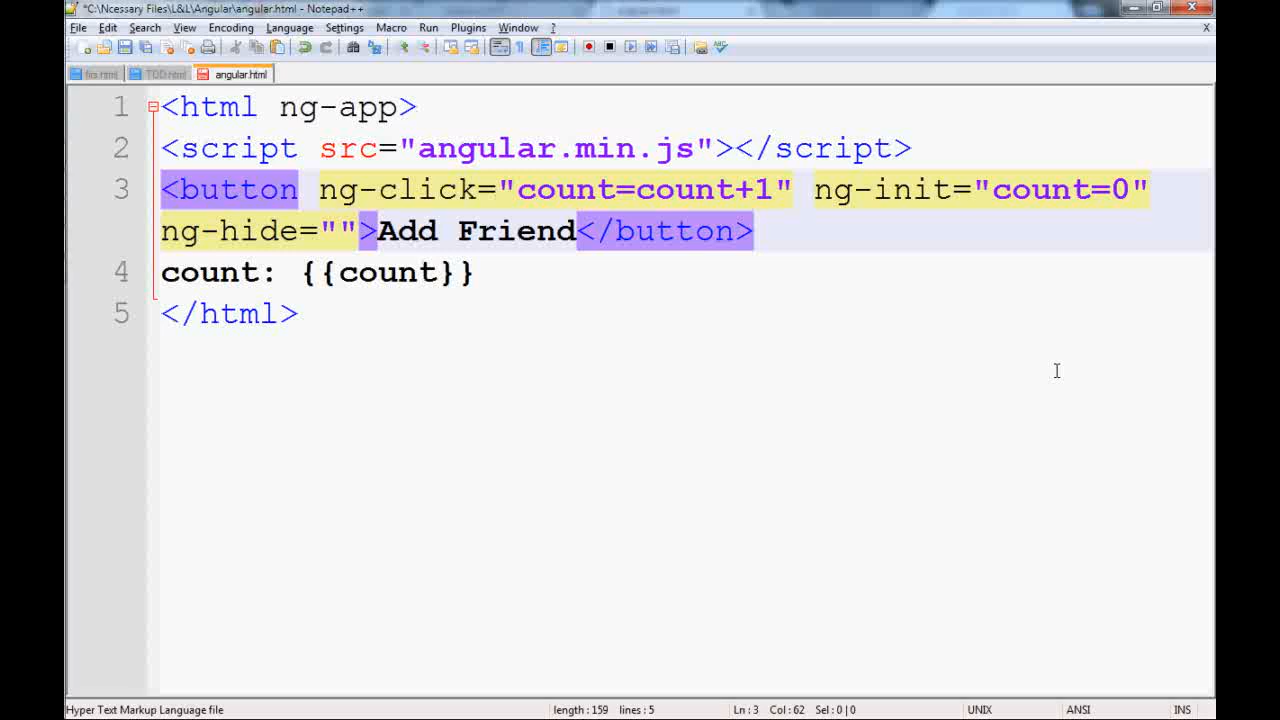 *C:\Ncessary Files\L&L\Angular\angular.html - Notepad++
File Edit Search View Encoding Language Settings Macro Run Plugins Window ? X
TDD.html angular.html
1 <html ng-app>
2 <script src="angular.min.js"></script>
3 <button ng-click="count=count+1" ng-init="count=0"
ng-hide="">Add Friend</button>
4 count: {{count}}
5 </html>
Hyper Text Markup Language file length : 159 lines : 5 Ln : 3 Col : 62 Sel : 0 | 0 UNIX ANSI INS